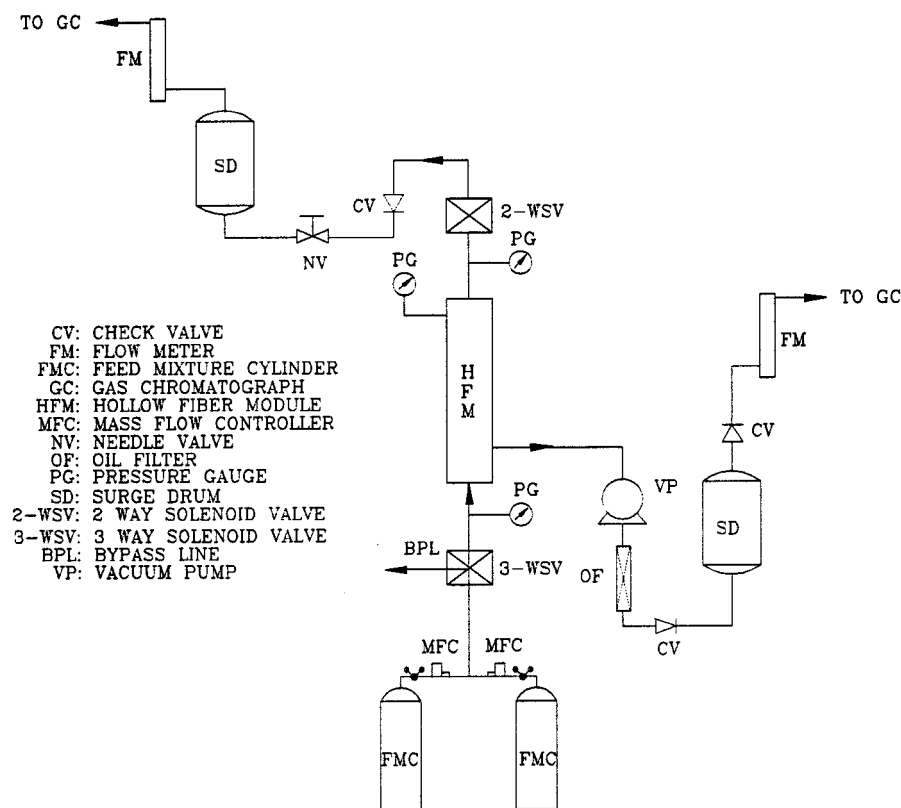 TO GC
FM
SD
CV
2-WSV
NV
PG
PG
TO GC
FM
CV: CHECK VALVE
FM: FLOW METER
FMC: FEED MIXTURE CYLINDER
GC: GAS CHROMATOGRAPH
HFM: HOLLOW FIBER MODULE
MFC: MASS FLOW CONTROLLER
NV: NEEDLE VALVE
OF: OIL FILTER
PG: PRESSURE GAUGE
SD: SURGE DRUM
2-WSV: 2 WAY SOLENOID VALVE
3-WSV: 3 WAY SOLENOID VALVE
BPL: BYPASS LINE
VP: VACUUM PUMP
HFM
CV
VP
PG
SD
BPL
3-WSV
OF
CV
MFC
MFC
FMC
FMC